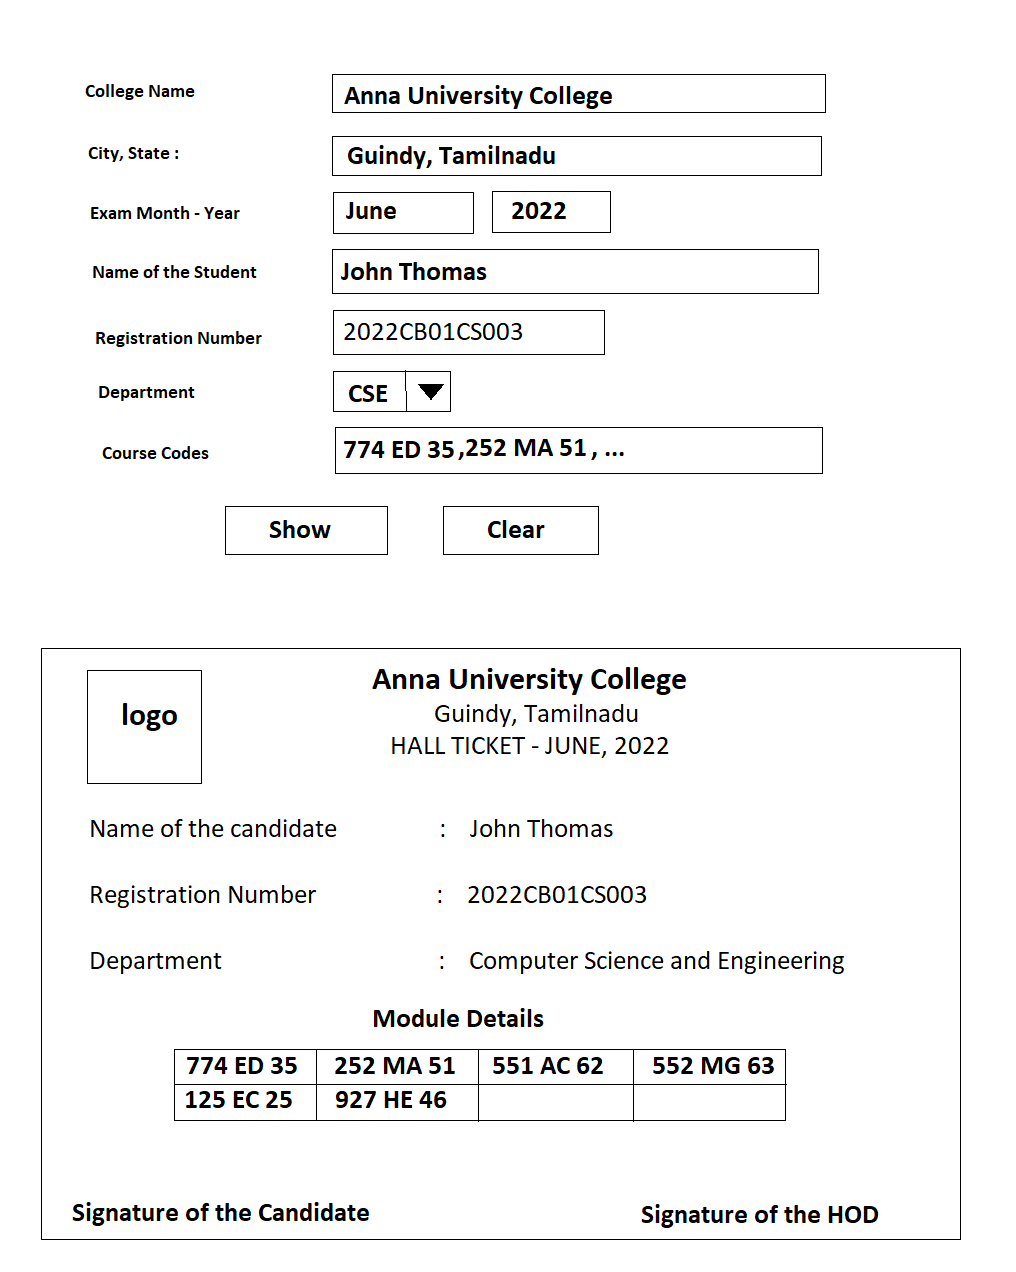 College Name Anna University College
City, State : Guindy, Tamilnadu
Exam Month - Year June 2022
Name of the Student John Thomas
Registration Number 2022CB01CS003
Department CSE
Course Codes 774 ED 35,252 MA 51, ...
Show Clear
logo
Anna University College
Guindy, Tamilnadu
HALL TICKET - JUNE, 2022
Name of the candidate : John Thomas
Registration Number : 2022CB01CS003
Department : Computer Science and Engineering
Module Details
774 ED 35 252 MA 51 551 AC 62 552 MG 63
125 EC 25 927 HE 46
Signature of the Candidate Signature of the HOD